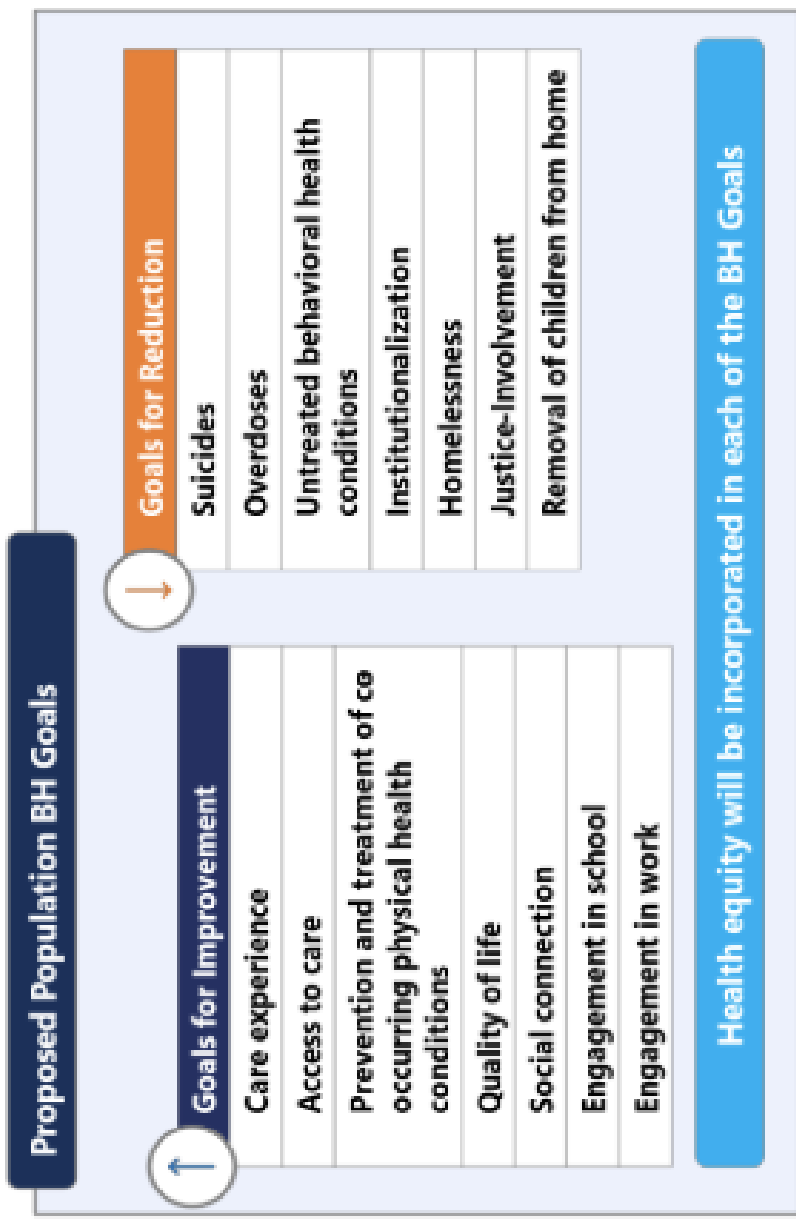 Proposed Population BH Goals
Goals for Improvement
Care experience
Access to care
Prevention and treatment of co
occurring physical health
conditions
Quality of life
Social connection
Engagement in school
Engagement in work
Goals for Reduction
Suicides
Overdoses
Untreated behavioral health
conditions
Institutionalization
Homelessness
Justice-Involvement
Removal of children from home
Health equity will be incorporated in each of the BH Goals